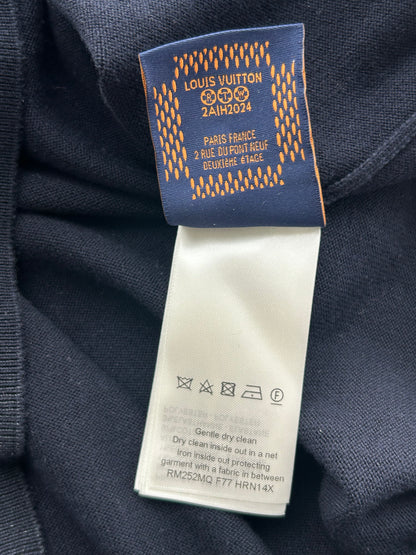 LOUIS VUITTON
R T W
2AIH2024
PARIS FRANCE
2 RUE DU PONT NEUF
DEUXIÈME ÉTAGE
F
Gentle dry clean
Dry clean inside out in a net
Iron inside out protecting
garment with a fabric in between
RM252MQ F77 HRN14X